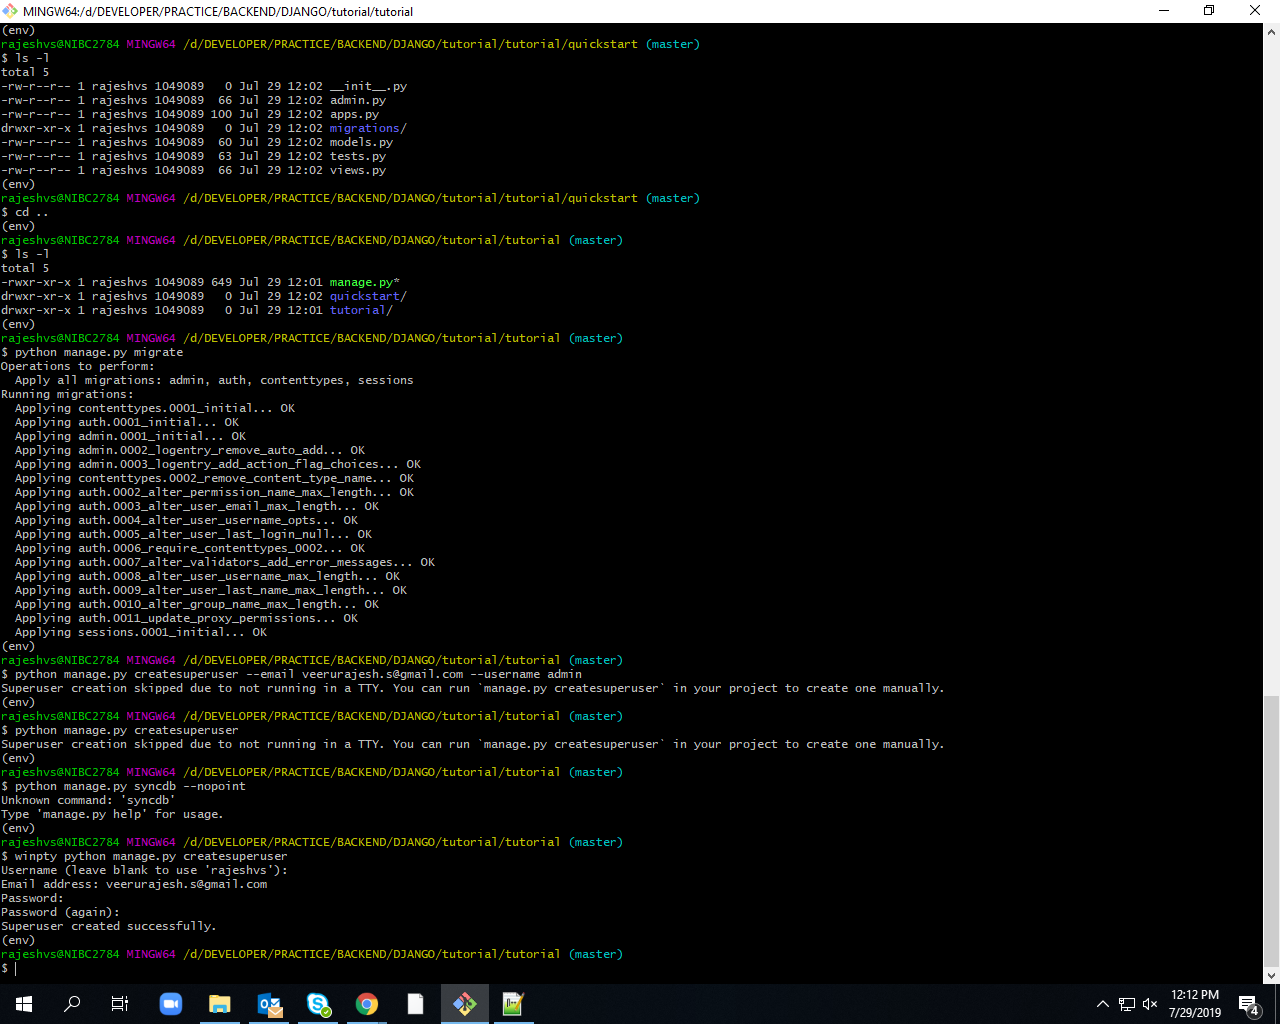 MINGW64:/d/DEVELOPER/PRACTICE/BACKEND/DJANGO/tutorial/tutorial
(env)
rajeshvs@NIBC2784 MINGW64 /d/DEVELOPER/PRACTICE/BACKEND/DJANGO/tutorial/tutorial/quickstart (master)
$ ls -l
total 5
-rw-r--r-- 1 rajeshvs 1049089   0 Jul 29 12:02 __init__.py
-rw-r--r-- 1 rajeshvs 1049089  66 Jul 29 12:02 admin.py
-rw-r--r-- 1 rajeshvs 1049089 100 Jul 29 12:02 apps.py
drwxr-xr-x 1 rajeshvs 1049089   0 Jul 29 12:02 migrations/
-rw-r--r-- 1 rajeshvs 1049089  60 Jul 29 12:02 models.py
-rw-r--r-- 1 rajeshvs 1049089  63 Jul 29 12:02 tests.py
-rw-r--r-- 1 rajeshvs 1049089  66 Jul 29 12:02 views.py
(env)
rajeshvs@NIBC2784 MINGW64 /d/DEVELOPER/PRACTICE/BACKEND/DJANGO/tutorial/tutorial/quickstart (master)
$ cd ..
(env)
rajeshvs@NIBC2784 MINGW64 /d/DEVELOPER/PRACTICE/BACKEND/DJANGO/tutorial/tutorial (master)
$ ls -l
total 5
-rwxr-xr-x 1 rajeshvs 1049089 649 Jul 29 12:01 manage.py*
drwxr-xr-x 1 rajeshvs 1049089   0 Jul 29 12:02 quickstart/
drwxr-xr-x 1 rajeshvs 1049089   0 Jul 29 12:01 tutorial/
(env)
rajeshvs@NIBC2784 MINGW64 /d/DEVELOPER/PRACTICE/BACKEND/DJANGO/tutorial/tutorial (master)
$ python manage.py migrate
Operations to perform:
  Apply all migrations: admin, auth, contenttypes, sessions
Running migrations:
  Applying contenttypes.0001_initial... OK
  Applying auth.0001_initial... OK
  Applying admin.0001_initial... OK
  Applying admin.0002_logentry_remove_auto_add... OK
  Applying admin.0003_logentry_add_action_flag_choices... OK
  Applying contenttypes.0002_remove_content_type_name... OK
  Applying auth.0002_alter_permission_name_max_length... OK
  Applying auth.0003_alter_user_email_max_length... OK
  Applying auth.0004_alter_user_username_opts... OK
  Applying auth.0005_alter_user_last_login_null... OK
  Applying auth.0006_require_contenttypes_0002... OK
  Applying auth.0007_alter_validators_add_error_messages... OK
  Applying auth.0008_alter_user_username_max_length... OK
  Applying auth.0009_alter_user_last_name_max_length... OK
  Applying auth.0010_alter_group_name_max_length... OK
  Applying auth.0011_update_proxy_permissions... OK
  Applying sessions.0001_initial... OK
(env)
rajeshvs@NIBC2784 MINGW64 /d/DEVELOPER/PRACTICE/BACKEND/DJANGO/tutorial/tutorial (master)
$ python manage.py createsuperuser --email veerurajesh.s@gmail.com --username admin
Superuser creation skipped due to not running in a TTY. You can run `manage.py createsuperuser` in your project to create one manually.
(env)
rajeshvs@NIBC2784 MINGW64 /d/DEVELOPER/PRACTICE/BACKEND/DJANGO/tutorial/tutorial (master)
$ python manage.py createsuperuser
Superuser creation skipped due to not running in a TTY. You can run `manage.py createsuperuser` in your project to create one manually.
(env)
rajeshvs@NIBC2784 MINGW64 /d/DEVELOPER/PRACTICE/BACKEND/DJANGO/tutorial/tutorial (master)
$ python manage.py syncdb --nopoint
Unknown command: 'syncdb'
Type 'manage.py help' for usage.
(env)
rajeshvs@NIBC2784 MINGW64 /d/DEVELOPER/PRACTICE/BACKEND/DJANGO/tutorial/tutorial (master)
$ winpty python manage.py createsuperuser
Username (leave blank to use 'rajeshvs'):
Email address: veerurajesh.s@gmail.com
Password:
Password (again):
Superuser created successfully.
(env)
rajeshvs@NIBC2784 MINGW64 /d/DEVELOPER/PRACTICE/BACKEND/DJANGO/tutorial/tutorial (master)
$
12:12 PM
7/29/2019
4